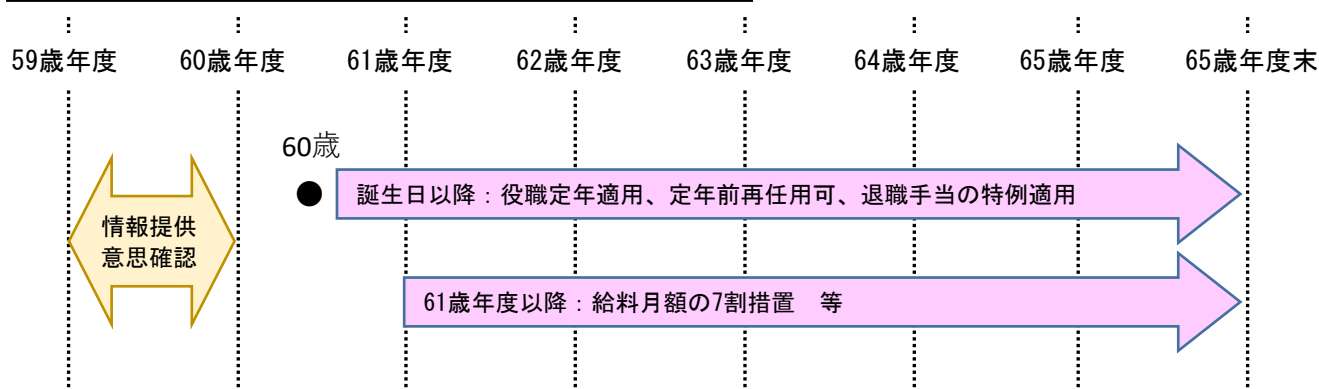 59歳年度 60歳年度 61歳年度 62歳年度 63歳年度 64歳年度 65歳年度 65歳年度末
60歳
誕生日以降：役職定年適用、定年前再任用可、退職手当の特例適用
情報提供
意思確認
61歳年度以降：給料月額の7割措置　等